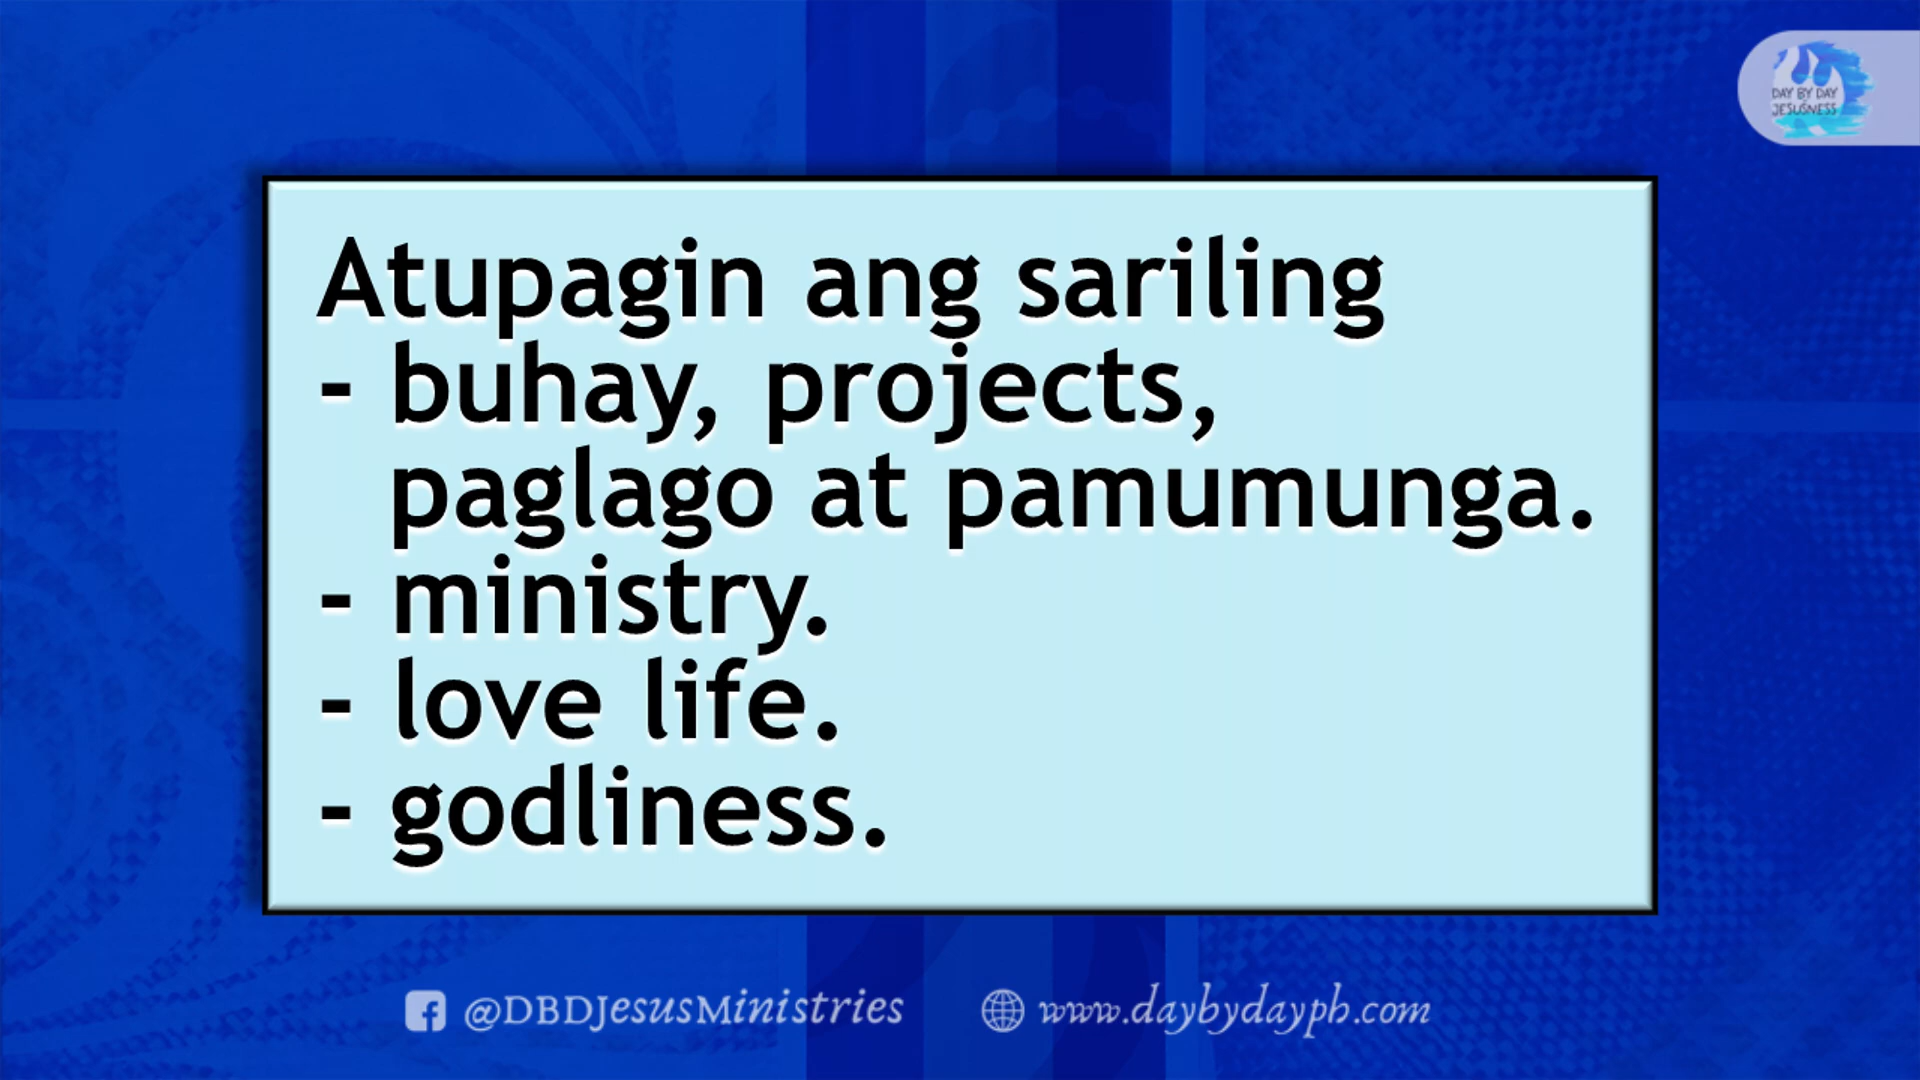 DAY BY DAY
JESUSNESS
Atupagin ang sariling
- buhay, projects,
paglago at pamumunga.
- ministry.
- love life.
- godliness.
@DBDJesusMinistries
www.daybydayph.com